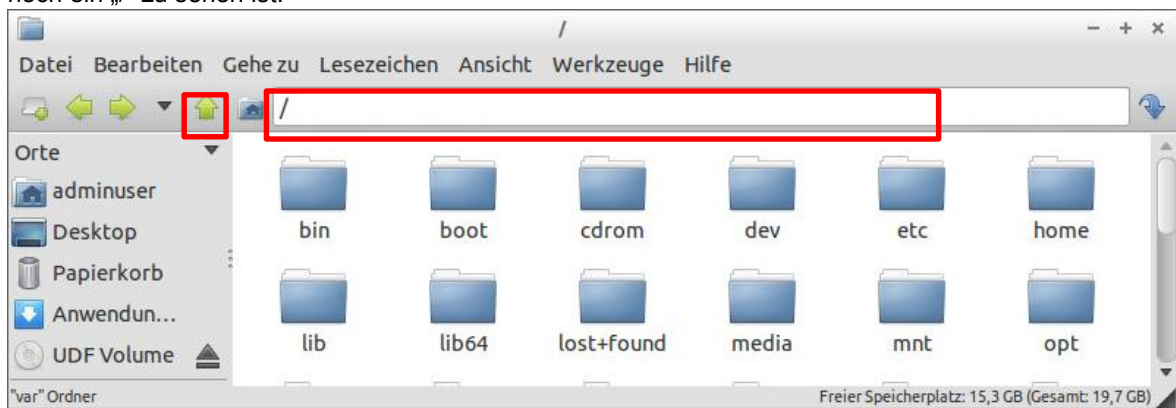 /
Datei Bearbeiten Gehe zu Lesezeichen Ansicht Werkzeuge Hilfe
/
Orte
adminuser
Desktop
Papierkorb
Anwendun...
UDF Volume
bin boot cdrom dev etc home
lib lib64 lost+found media mnt opt
"var" Ordner Freier Speicherplatz: 15,3 GB (Gesamt: 19,7 GB)